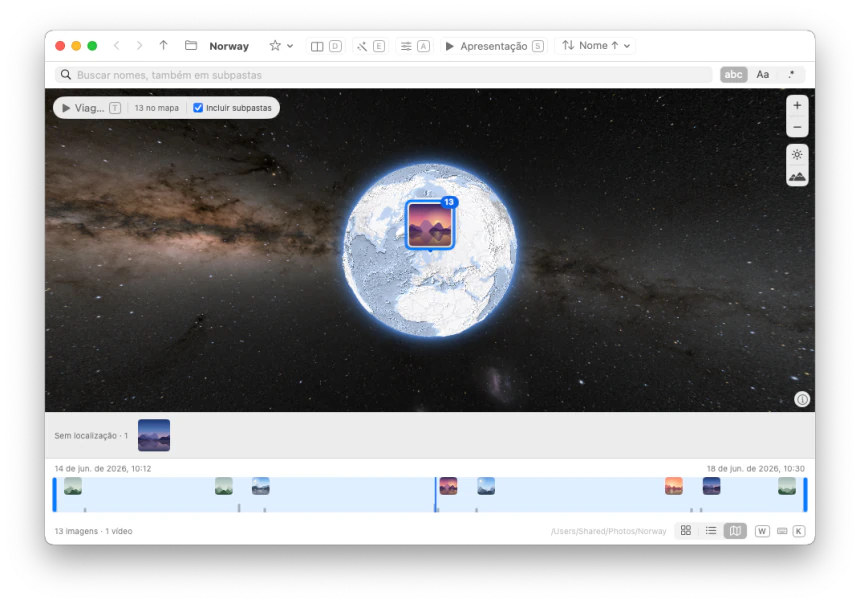 Norway
D
E
A
Apresentação S
Nome
Buscar nomes, também em subpastas
abc
Aa
.*
Viag... T
13 no mapa
Incluir subpastas
+
−
13
Sem localização · 1
14 de jun. de 2026, 10:12
18 de jun. de 2026, 10:30
13 imagens · 1 vídeo
/Users/Shared/Photos/Norway
W
K